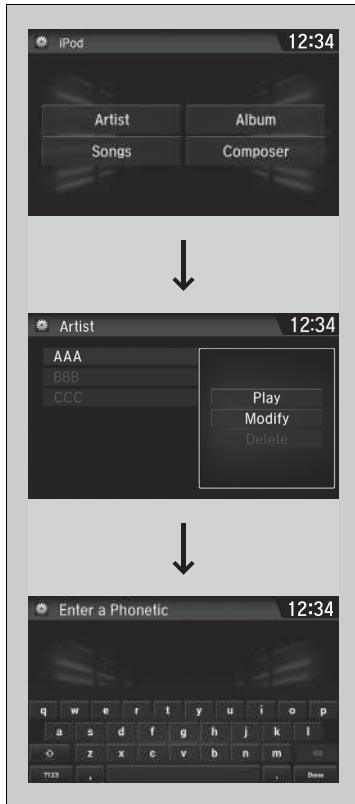 iPod 12:34
Artist Album
Songs Composer
Artist 12:34
AAA
BBB
CCC
Play
Modify
Delete
Enter a Phonetic 12:34
q w e r t y u i o p
a s d f g h j k l
z x c v b n m
?123 , . Done